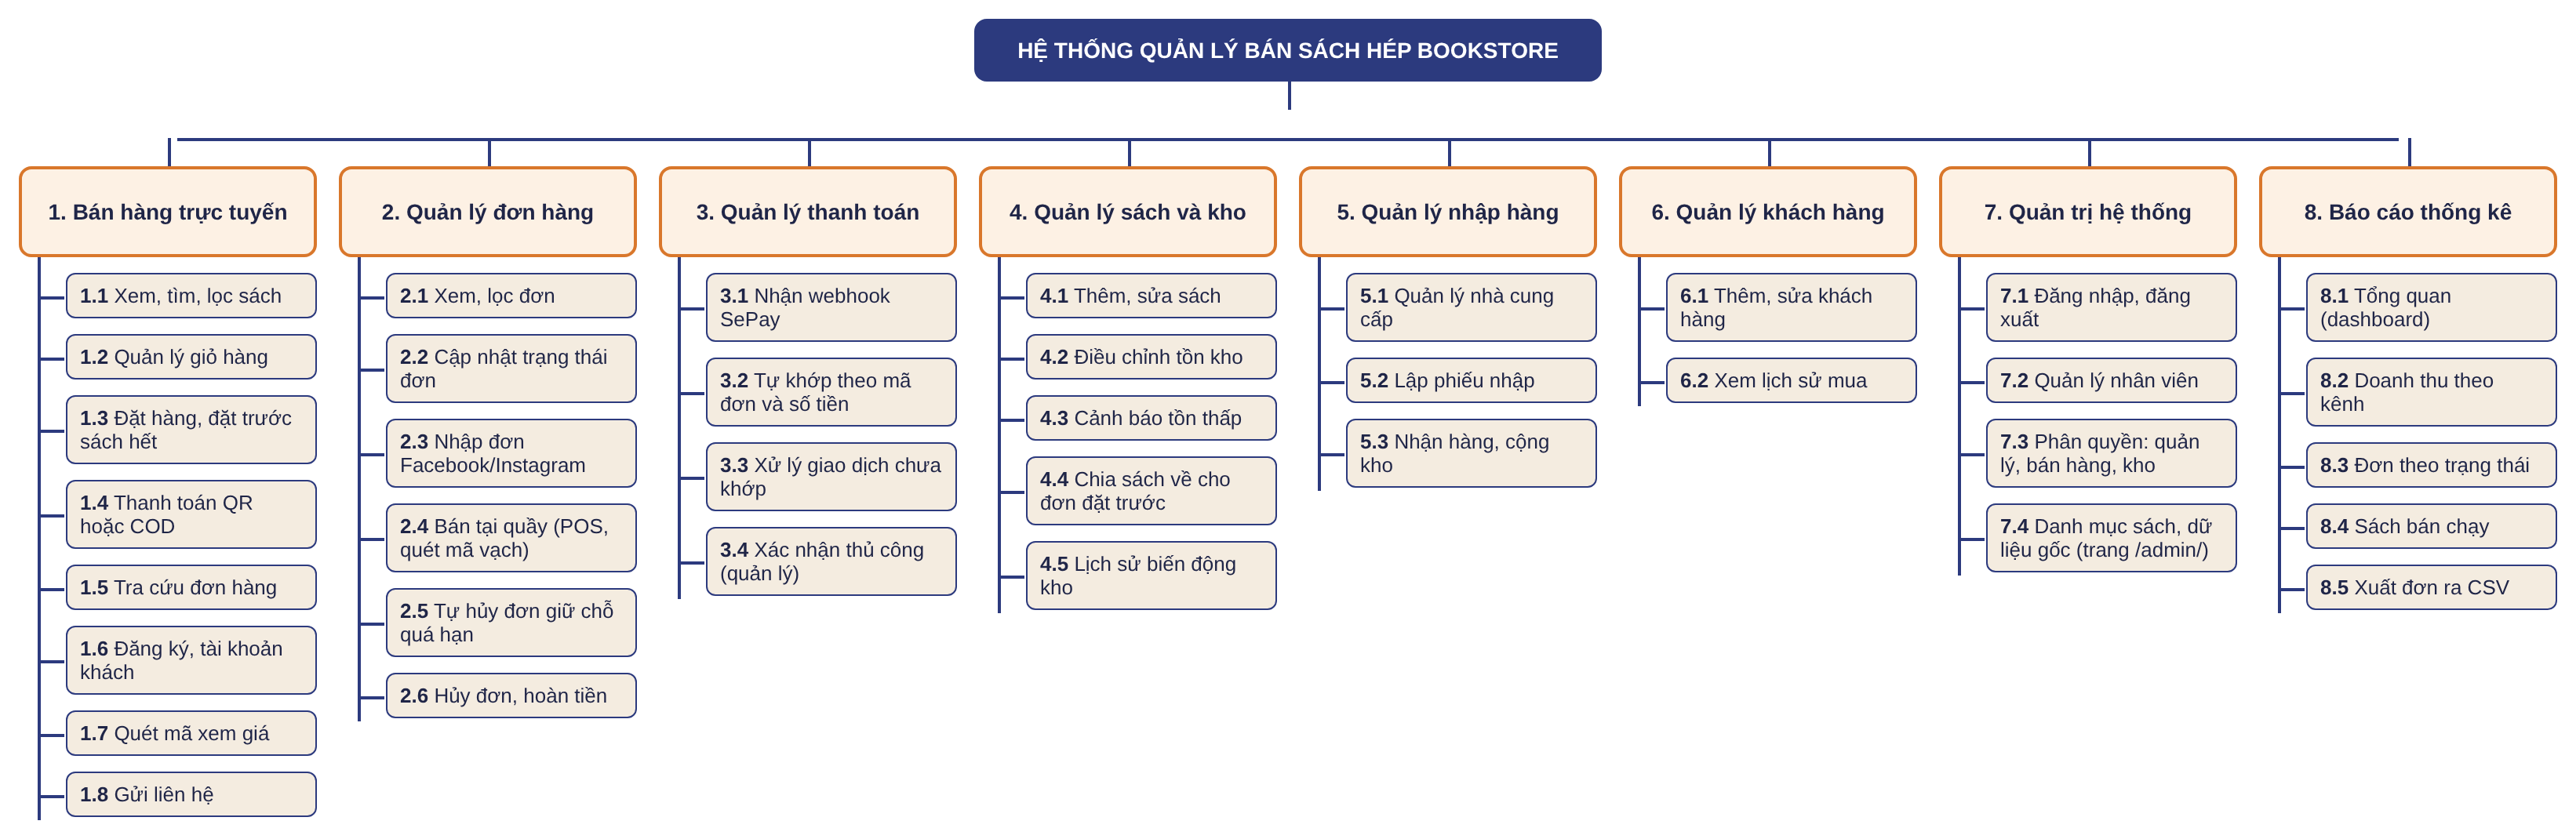 HỆ THỐNG QUẢN LÝ BÁN SÁCH HÉP BOOKSTORE
1. Bán hàng trực tuyến
1.1 Xem, tìm, lọc sách
1.2 Quản lý giỏ hàng
1.3 Đặt hàng, đặt trước
sách hết
1.4 Thanh toán QR
hoặc COD
1.5 Tra cứu đơn hàng
1.6 Đăng ký, tài khoản
khách
1.7 Quét mã xem giá
1.8 Gửi liên hệ
2. Quản lý đơn hàng
2.1 Xem, lọc đơn
2.2 Cập nhật trạng thái
đơn
2.3 Nhập đơn
Facebook/Instagram
2.4 Bán tại quầy (POS,
quét mã vạch)
2.5 Tự hủy đơn giữ chỗ
quá hạn
2.6 Hủy đơn, hoàn tiền
3. Quản lý thanh toán
3.1 Nhận webhook
SePay
3.2 Tự khớp theo mã
đơn và số tiền
3.3 Xử lý giao dịch chưa
khớp
3.4 Xác nhận thủ công
(quản lý)
4. Quản lý sách và kho
4.1 Thêm, sửa sách
4.2 Điều chỉnh tồn kho
4.3 Cảnh báo tồn thấp
4.4 Chia sách về cho
đơn đặt trước
4.5 Lịch sử biến động
kho
5. Quản lý nhập hàng
5.1 Quản lý nhà cung
cấp
5.2 Lập phiếu nhập
5.3 Nhận hàng, cộng
kho
6. Quản lý khách hàng
6.1 Thêm, sửa khách
hàng
6.2 Xem lịch sử mua
7. Quản trị hệ thống
7.1 Đăng nhập, đăng
xuất
7.2 Quản lý nhân viên
7.3 Phân quyền: quản
lý, bán hàng, kho
7.4 Danh mục sách, dữ
liệu gốc (trang /admin/)
8. Báo cáo thống kê
8.1 Tổng quan
(dashboard)
8.2 Doanh thu theo
kênh
8.3 Đơn theo trạng thái
8.4 Sách bán chạy
8.5 Xuất đơn ra CSV